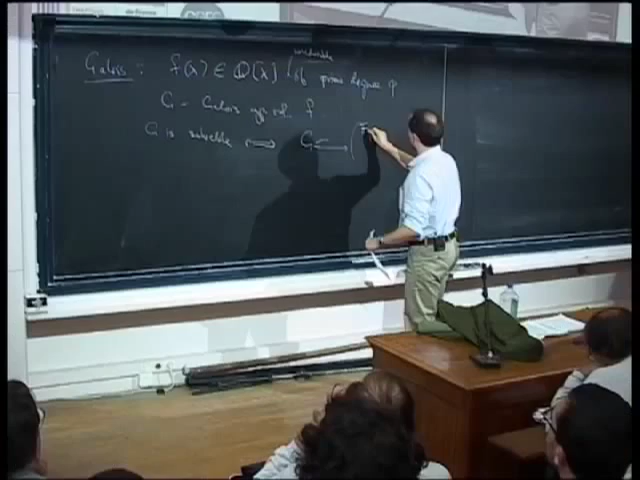 Galois : f(x) ∈ ℚ[x] irreducible of prime degree p
G = Galois gp of f
G is solvable ⟺ G ↪ (